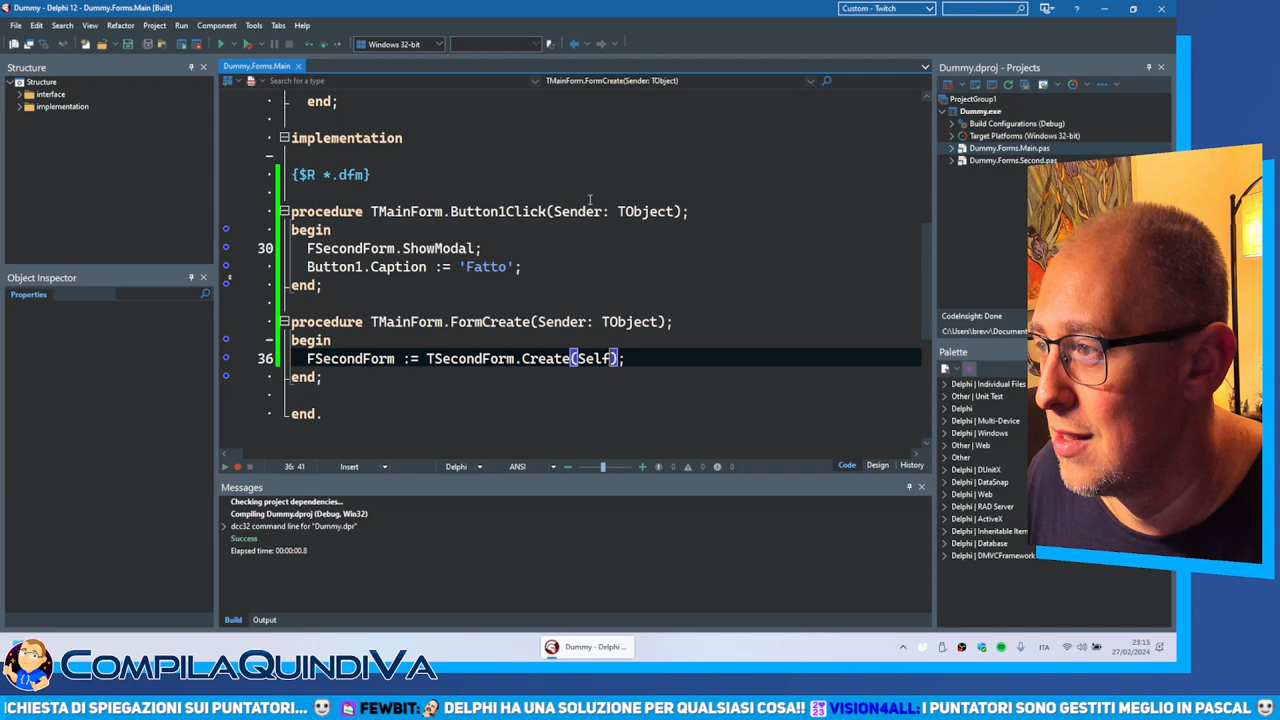 Dummy - Delphi 12 - Dummy.Forms.Main [Built]
Custom - Twitch
File Edit Search View Refactor Project Run Component Tools Tabs Help
Windows 32-bit
Structure
Structure
interface
implementation
Object Inspector
Properties
Dummy.Forms.Main
Search for a type
TMainForm.FormCreate(Sender: TObject)
end;
implementation
{$R *.dfm}
procedure TMainForm.Button1Click(Sender: TObject);
begin
30 FSecondForm.ShowModal;
Button1.Caption := 'Fatto';
end;
procedure TMainForm.FormCreate(Sender: TObject);
begin
36 FSecondForm := TSecondForm.Create(Self);
end;
end.
36: 41 Insert Delphi ANSI 0 0 0 Code Design History
Messages
Checking project dependencies...
Compiling Dummy.dproj (Debug, Win32)
dcc32 command line for "Dummy.dpr"
Success
Elapsed time: 00:00:00.8
Build Output
Dummy.dproj - Projects
ProjectGroup1
Dummy.exe
Build Configurations (Debug)
Target Platforms (Windows 32-bit)
Dummy.Forms.Main.pas
Dummy.Forms.Second.pas
CodeInsight: Done
C:\Users\brevv\Document
Palette
Delphi | Individual Files
Other | Unit Test
Delphi
Delphi | Multi-Device
Delphi | Windows
Other | Web
Other
Delphi | DUnitX
Delphi | DataSnap
Delphi | Web
Delphi | RAD Server
Delphi | ActiveX
Delphi | Inheritable Item
Delphi | Database
Delphi | DMVCFramework
Dummy - Delphi ...
ITA
23:15
27/02/2024
COMPILAQUINDIVA
ICHIESTA DI SPIEGAZIONI SUI PUNTATORI... FEWBIT: DELPHI HA UNA SOLUZIONE PER QUALSIASI COSA!! VISION4ALL: I PUNTATORI SONO GESTITI MEGLIO IN PASCAL